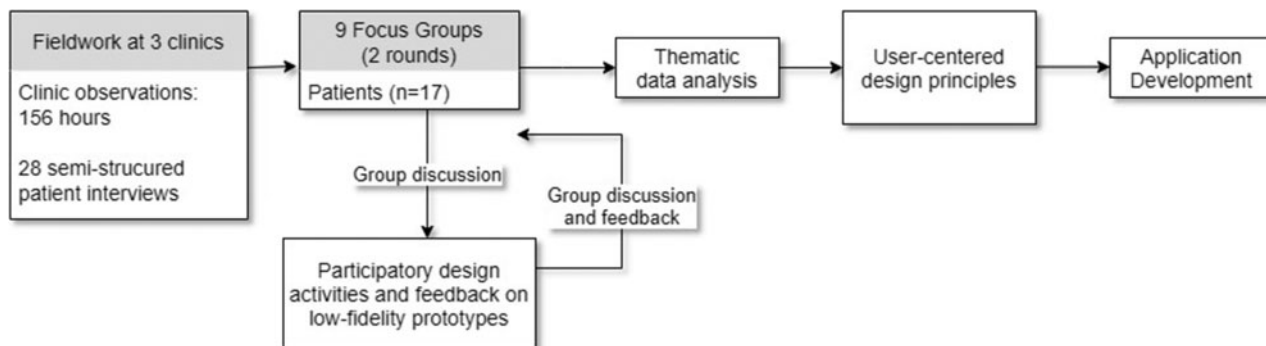 Fieldwork at 3 clinics
Clinic observations:
156 hours
28 semi-strucured
patient interviews
9 Focus Groups
(2 rounds)
Patients (n=17)
Thematic
data analysis
User-centered
design principles
Application
Development
Group discussion
Group discussion
and feedback
Participatory design
activities and feedback on
low-fidelity prototypes